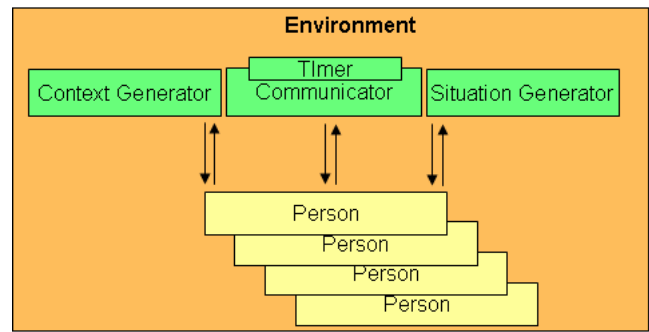 Environment
TImer
Context Generator
Communicator
Situation Generator
Person
Person
Person
Person